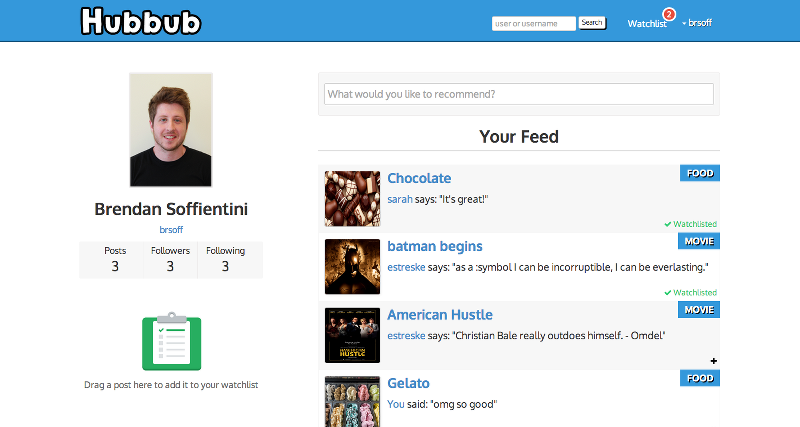 Hubbub
user or username
Search
Watchlist
2
brsoff
What would you like to recommend?
Brendan Soffientini
brsoff
Posts Followers Following
3 3 3
Drag a post here to add it to your watchlist
Your Feed
Chocolate
FOOD
sarah says: "It's great!"
Watchlisted
batman begins
MOVIE
estreske says: "as a :symbol I can be incorruptible, I can be everlasting."
Watchlisted
American Hustle
MOVIE
estreske says: "Christian Bale really outdoes himself. - Omdel"
HUSTLE
Gelato
FOOD
You said: "omg so good"